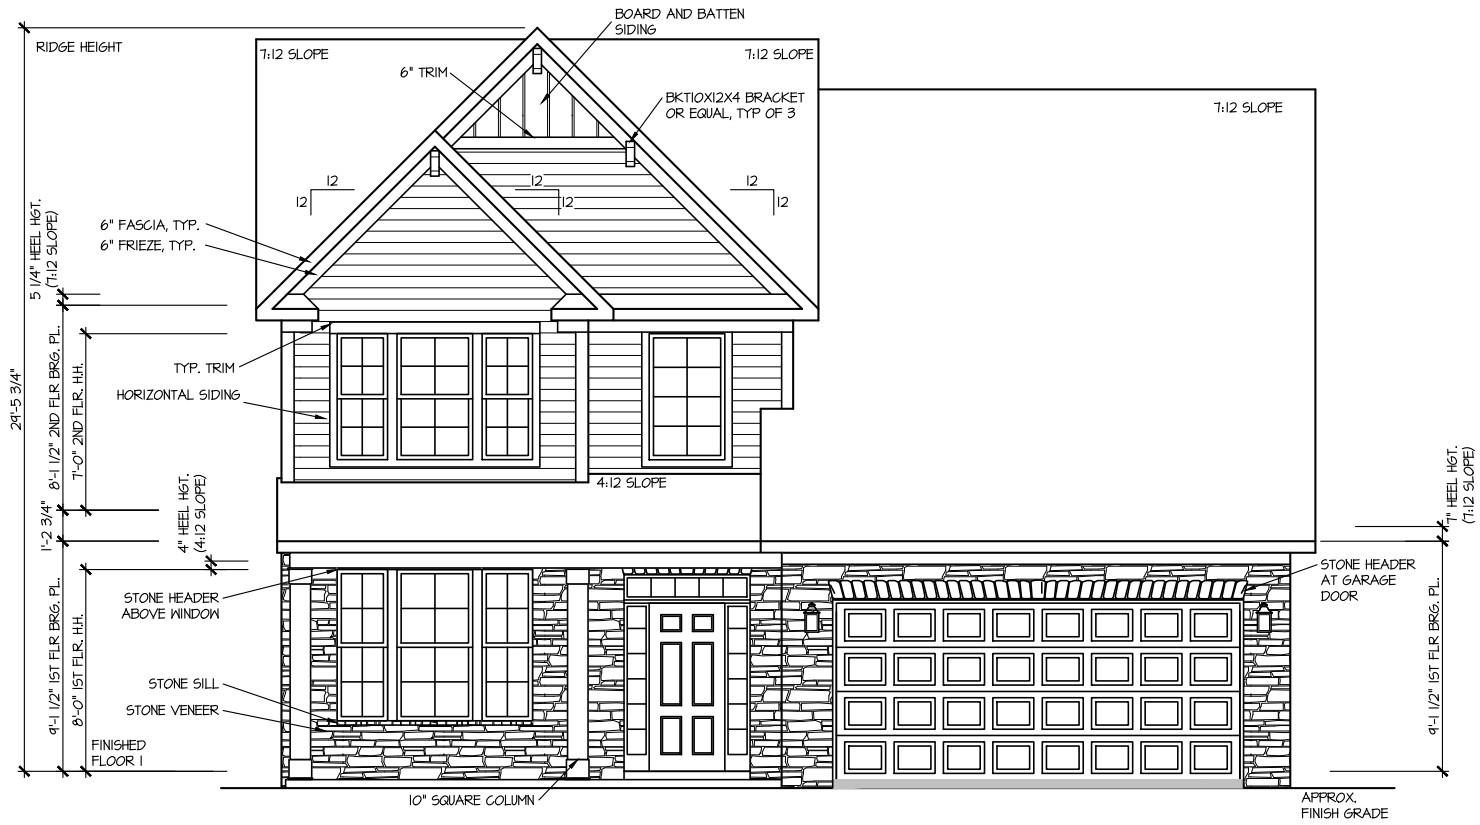 BOARD AND BATTEN
SIDING
RIDGE HEIGHT
7:12 SLOPE
7:12 SLOPE
6" TRIM
BKT10X12X4 BRACKET
OR EQUAL, TYP OF 3
7:12 SLOPE
12
12
12
12
12
12
5 1/4" HEEL HGT.
(7:12 SLOPE)
6" FASCIA, TYP.
6" FRIEZE, TYP.
TYP. TRIM
HORIZONTAL SIDING
29'-5 3/4"
8'-1 1/2" 2ND FLR BRG. PL.
7'-0" 2ND FLR. H.H.
4:12 SLOPE
1'-2 3/4"
4" HEEL HGT.
(4:12 SLOPE)
7" HEEL HGT.
(7:12 SLOPE)
STONE HEADER
AT GARAGE
DOOR
STONE HEADER
ABOVE WINDOW
9'-1 1/2" 1ST FLR BRG. PL.
8'-0" 1ST FLR. H.H.
9'-1 1/2" 1ST FLR BRG. PL.
STONE SILL
STONE VENEER
FINISHED
FLOOR 1
10" SQUARE COLUMN
APPROX.
FINISH GRADE